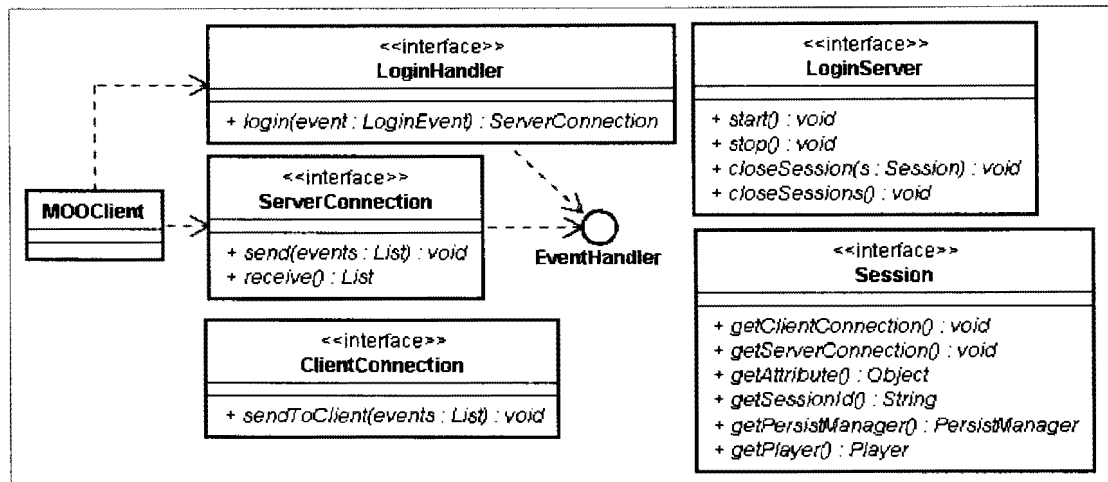 <<interface>>
LoginHandler
+ login(event : LoginEvent) : ServerConnection
<<interface>>
ServerConnection
+ send(events : List) : void
+ receive() : List
MOOClient
EventHandler
<<interface>>
ClientConnection
+ sendToClient(events : List) : void
<<interface>>
LoginServer
+ start() : void
+ stop() : void
+ closeSession(s : Session) : void
+ closeSessions() : void
<<interface>>
Session
+ getClientConnection() : void
+ getServerConnection() : void
+ getAttribute() : Object
+ getSessionId() : String
+ getPersistManager() : PersistManager
+ getPlayer() : Player